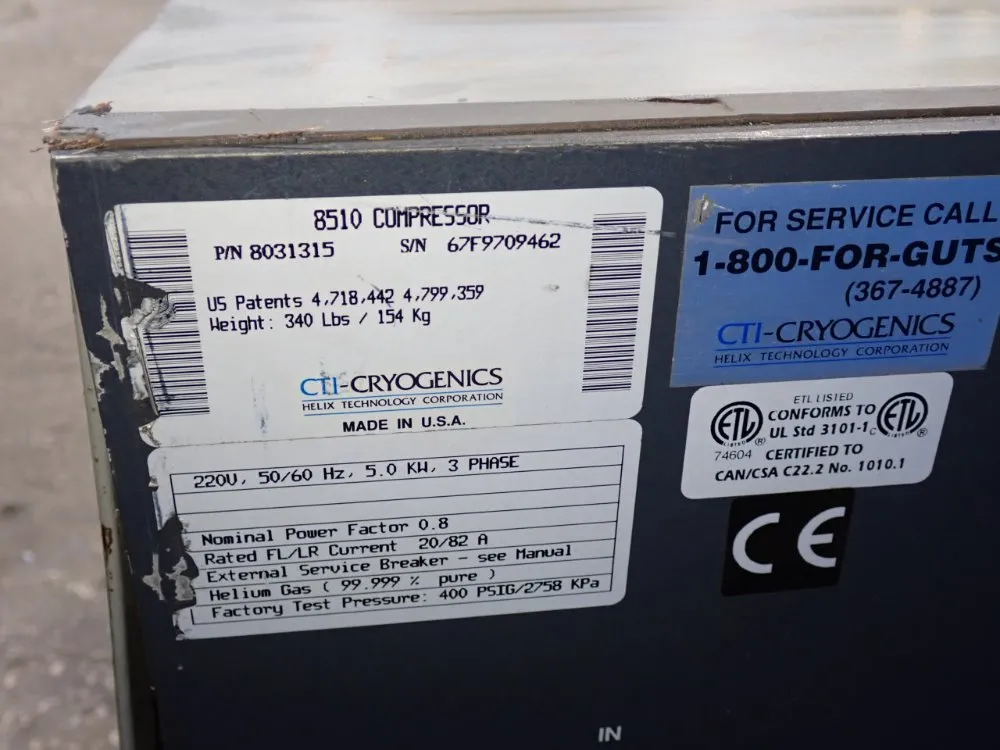 8510 COMPRESSOR
P/N 8031315 S/N 67F9709462
US Patents 4,718,442 4,799,359
Weight: 340 Lbs / 154 Kg
CTI-CRYOGENICS
HELIX TECHNOLOGY CORPORATION
MADE IN U.S.A.
220V, 50/60 Hz, 5.0 KW, 3 PHASE
Nominal Power Factor 0.8
Rated FL/LR Current 20/82 A
External Service Breaker - see Manual
Helium Gas ( 99.999 % pure )
Factory Test Pressure: 400 PSIG/2758 KPa
FOR SERVICE CALL
1-800-FOR-GUTS
(367-4887)
CTI-CRYOGENICS
HELIX TECHNOLOGY CORPORATION
ETL LISTED
CONFORMS TO
UL Std 3101-1
CERTIFIED TO
CAN/CSA C22.2 No. 1010.1
ETL LISTED ®
74604
C ETL LISTED ®
CE
IN